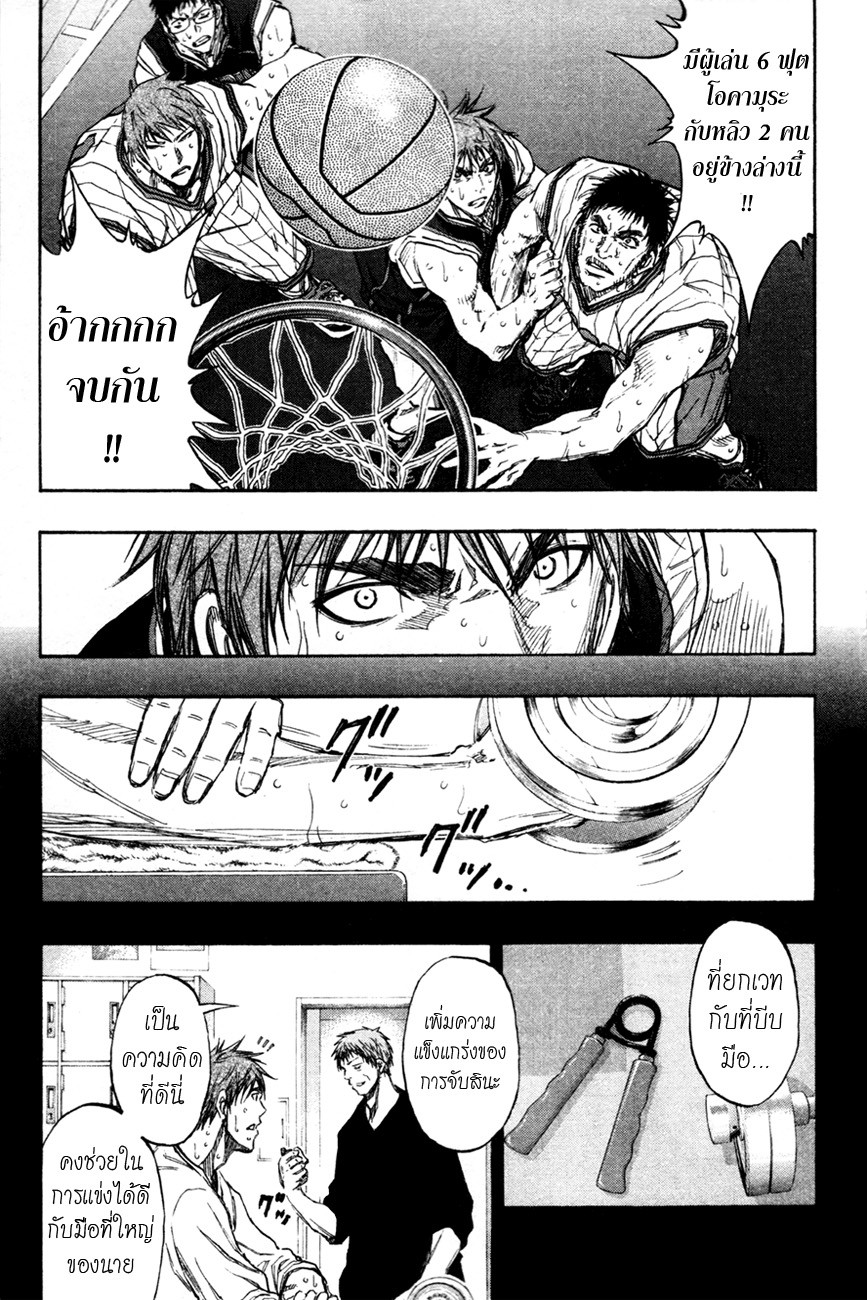 มีผู้เล่น 6 ฟุต
โอคามุระ
กับหลิว 2 คน
อยู่ข้างล่างนี้
!!
อ้ากกกก
จบกัน
!!
グッ
グッ...
ที่ยกเวท
กับที่บีบ
มือ...
เพิ่มความ
แข็งแกร่งของ
การจับสินะ
เป็น
ความคิด
ที่ดีนี่
คงช่วยใน
การแข่งได้ดี
กับมือที่ใหญ่
ของนาย
グッ